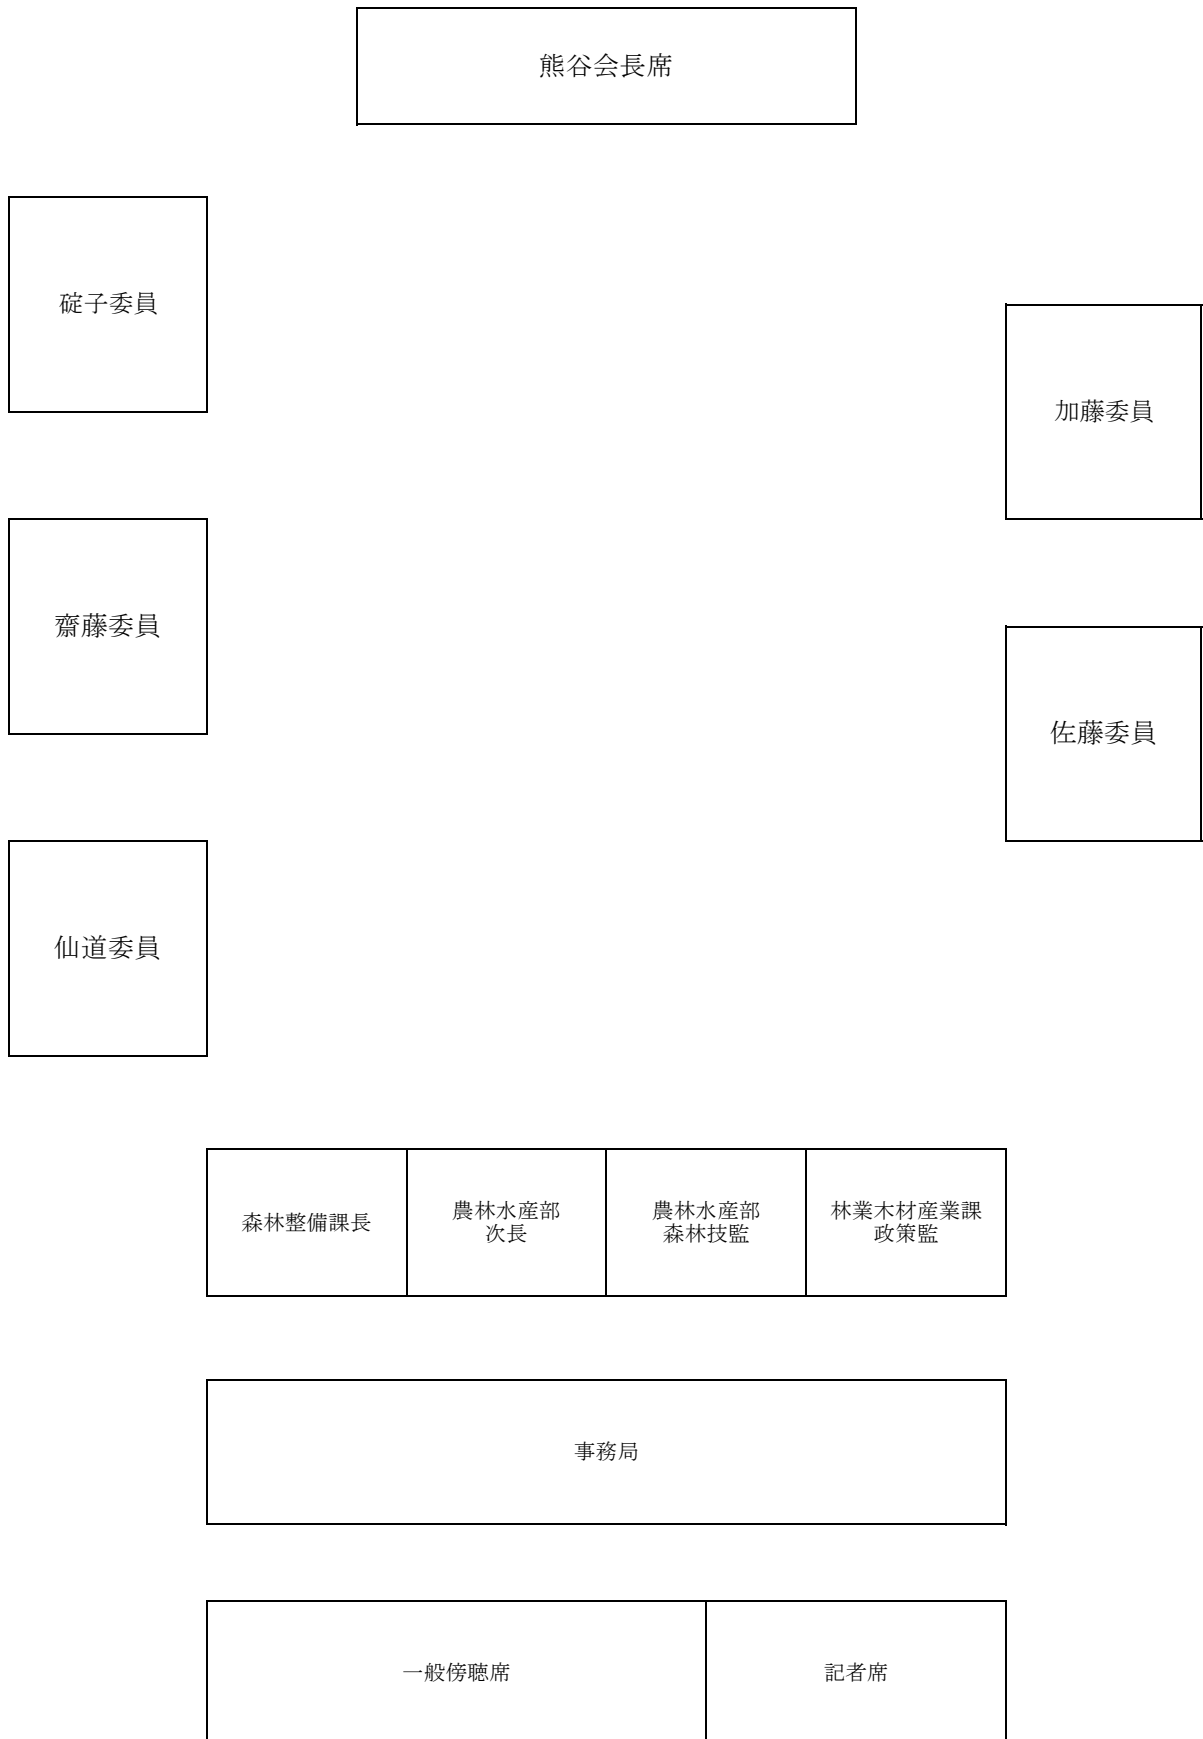 熊谷会長席
碇子委員
加藤委員
齋藤委員
佐藤委員
仙道委員
森林整備課長
農林水産部
次長
農林水産部
森林技監
林業木材産業課
政策監
事務局
一般傍聴席
記者席